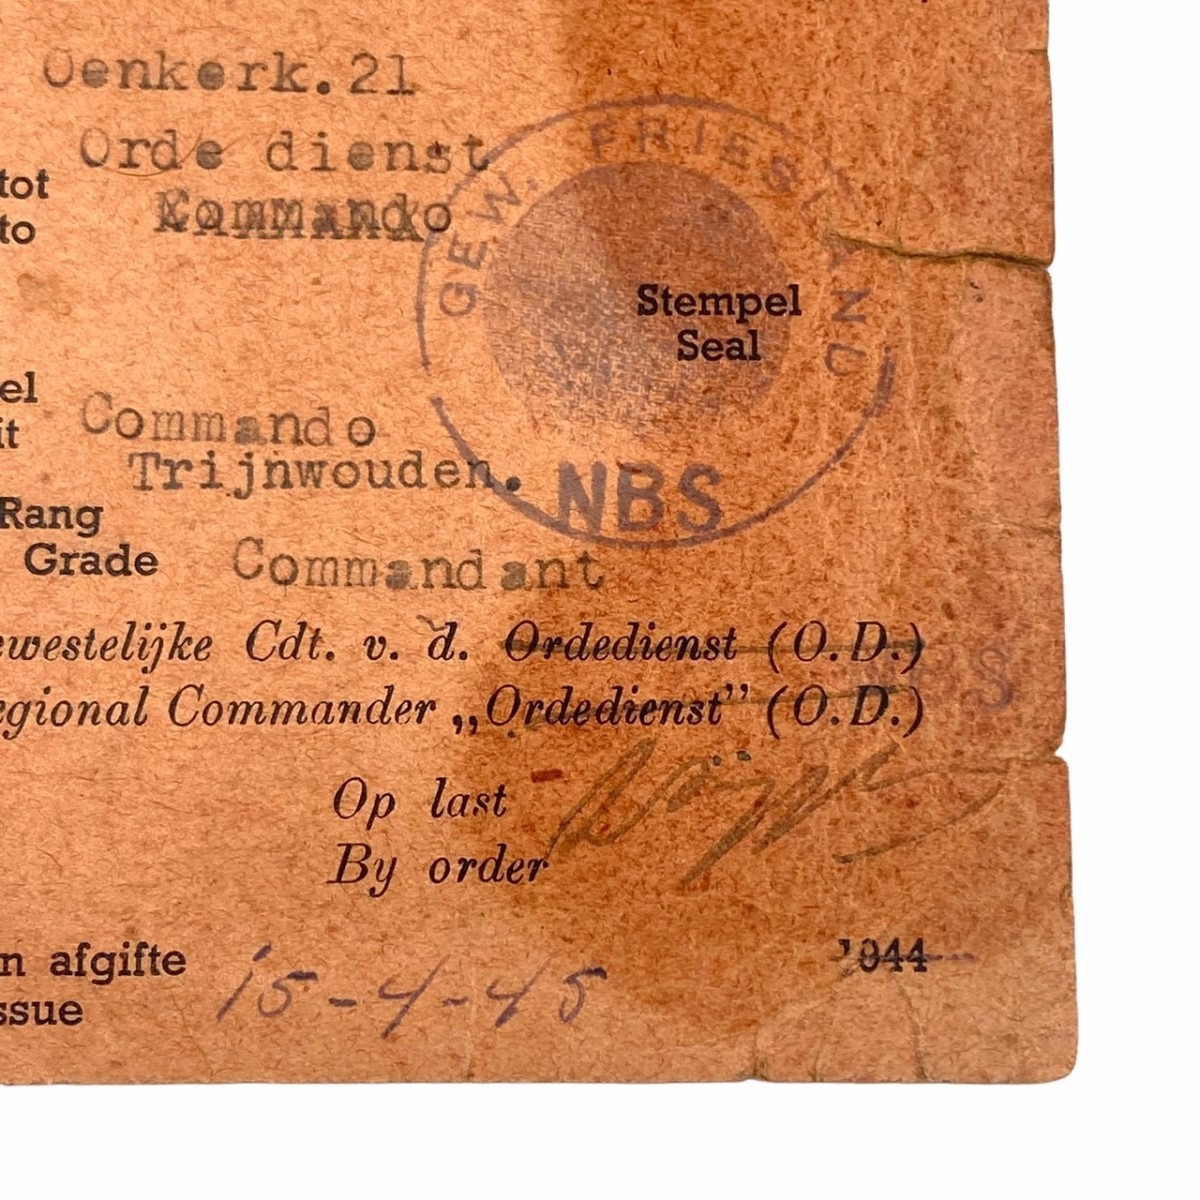 Oenkerk.21
Orde dienst
tot
to
Commando
GEW. FRIESLAND
Stempel
Seal
NBS
el
it
Commando
Trijnwouden.
Rang
Grade
Commandant
ewestelijke Cdt. v. d. Ordedienst (O.D.)
egional Commander „Ordedienst” (O.D.)
Op last
By order
n afgifte
ssue
15-4-45
1944